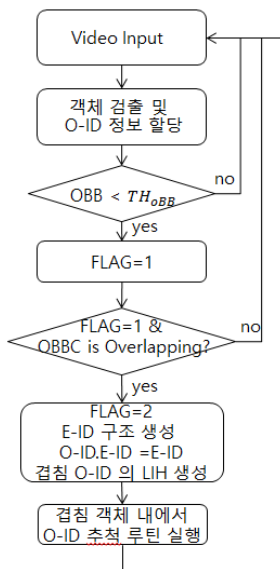 Video Input
객체 검출 및
O-ID 정보 할당
OBB < TH_oBB
no
yes
FLAG=1
FLAG=1 &
OBBC is Overlapping?
no
yes
FLAG=2
E-ID 구조 생성
O-ID.E-ID =E-ID
겹침 O-ID 의 LIH 생성
겹침 객체 내에서
O-ID 추척 루틴 실행